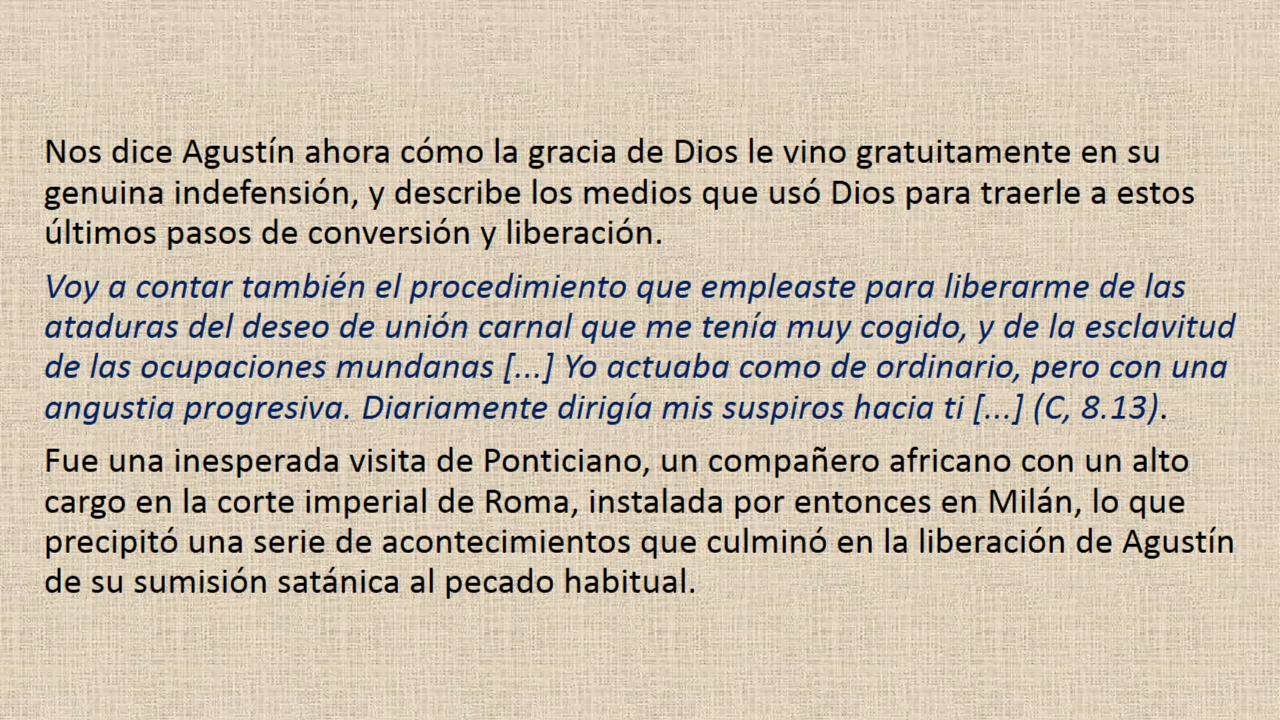 Nos dice Agustín ahora cómo la gracia de Dios le vino gratuitamente en su
genuina indefensión, y describe los medios que usó Dios para traerle a estos
últimos pasos de conversión y liberación.
Voy a contar también el procedimiento que empleaste para liberarme de las
ataduras del deseo de unión carnal que me tenía muy cogido, y de la esclavitud
de las ocupaciones mundanas [...] Yo actuaba como de ordinario, pero con una
angustia progresiva. Diariamente dirigía mis suspiros hacia ti [...] (C, 8.13).
Fue una inesperada visita de Ponticiano, un compañero africano con un alto
cargo en la corte imperial de Roma, instalada por entonces en Milán, lo que
precipitó una serie de acontecimientos que culminó en la liberación de Agustín
de su sumisión satánica al pecado habitual.